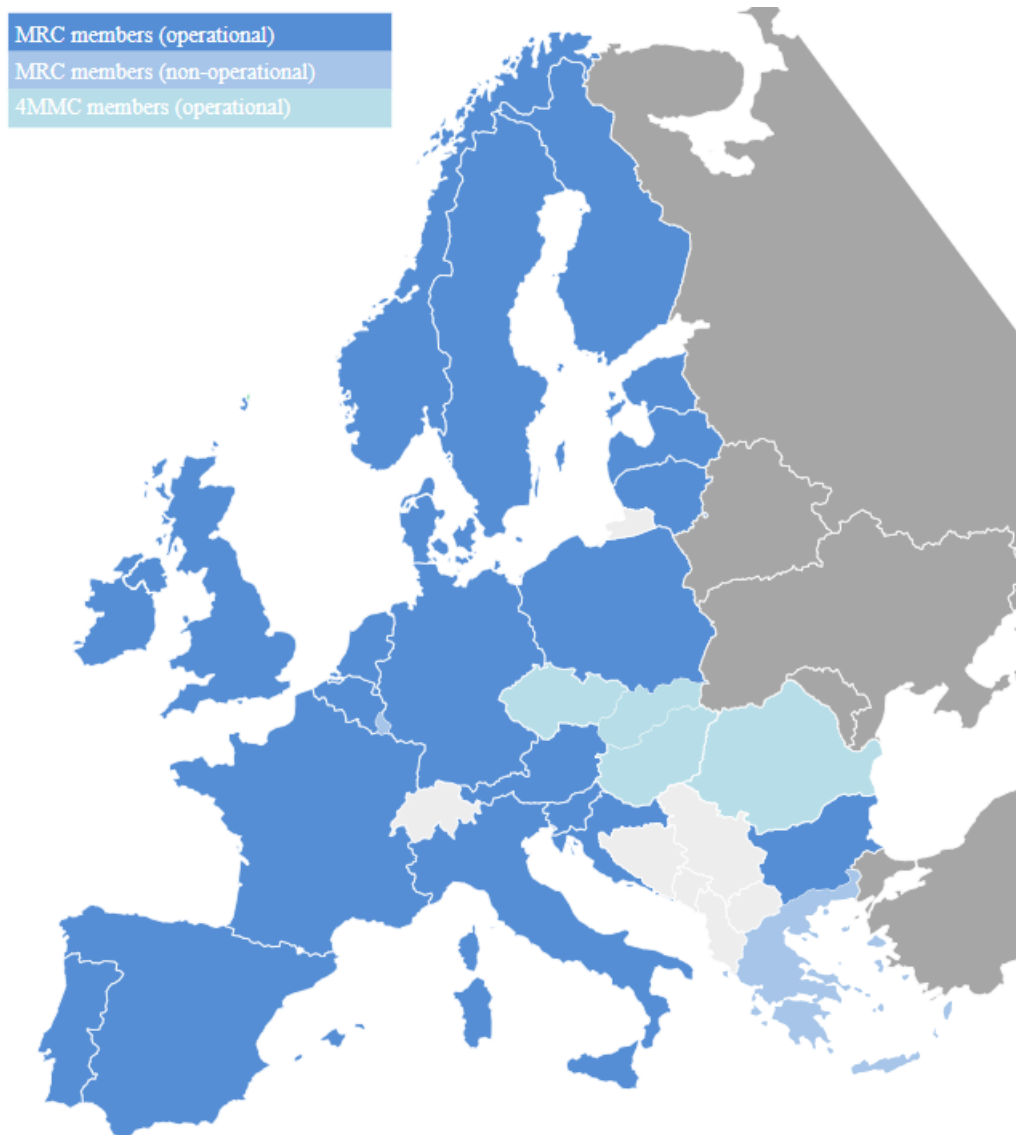 MRC members (operational)
MRC members (non-operational)
4MMC members (operational)